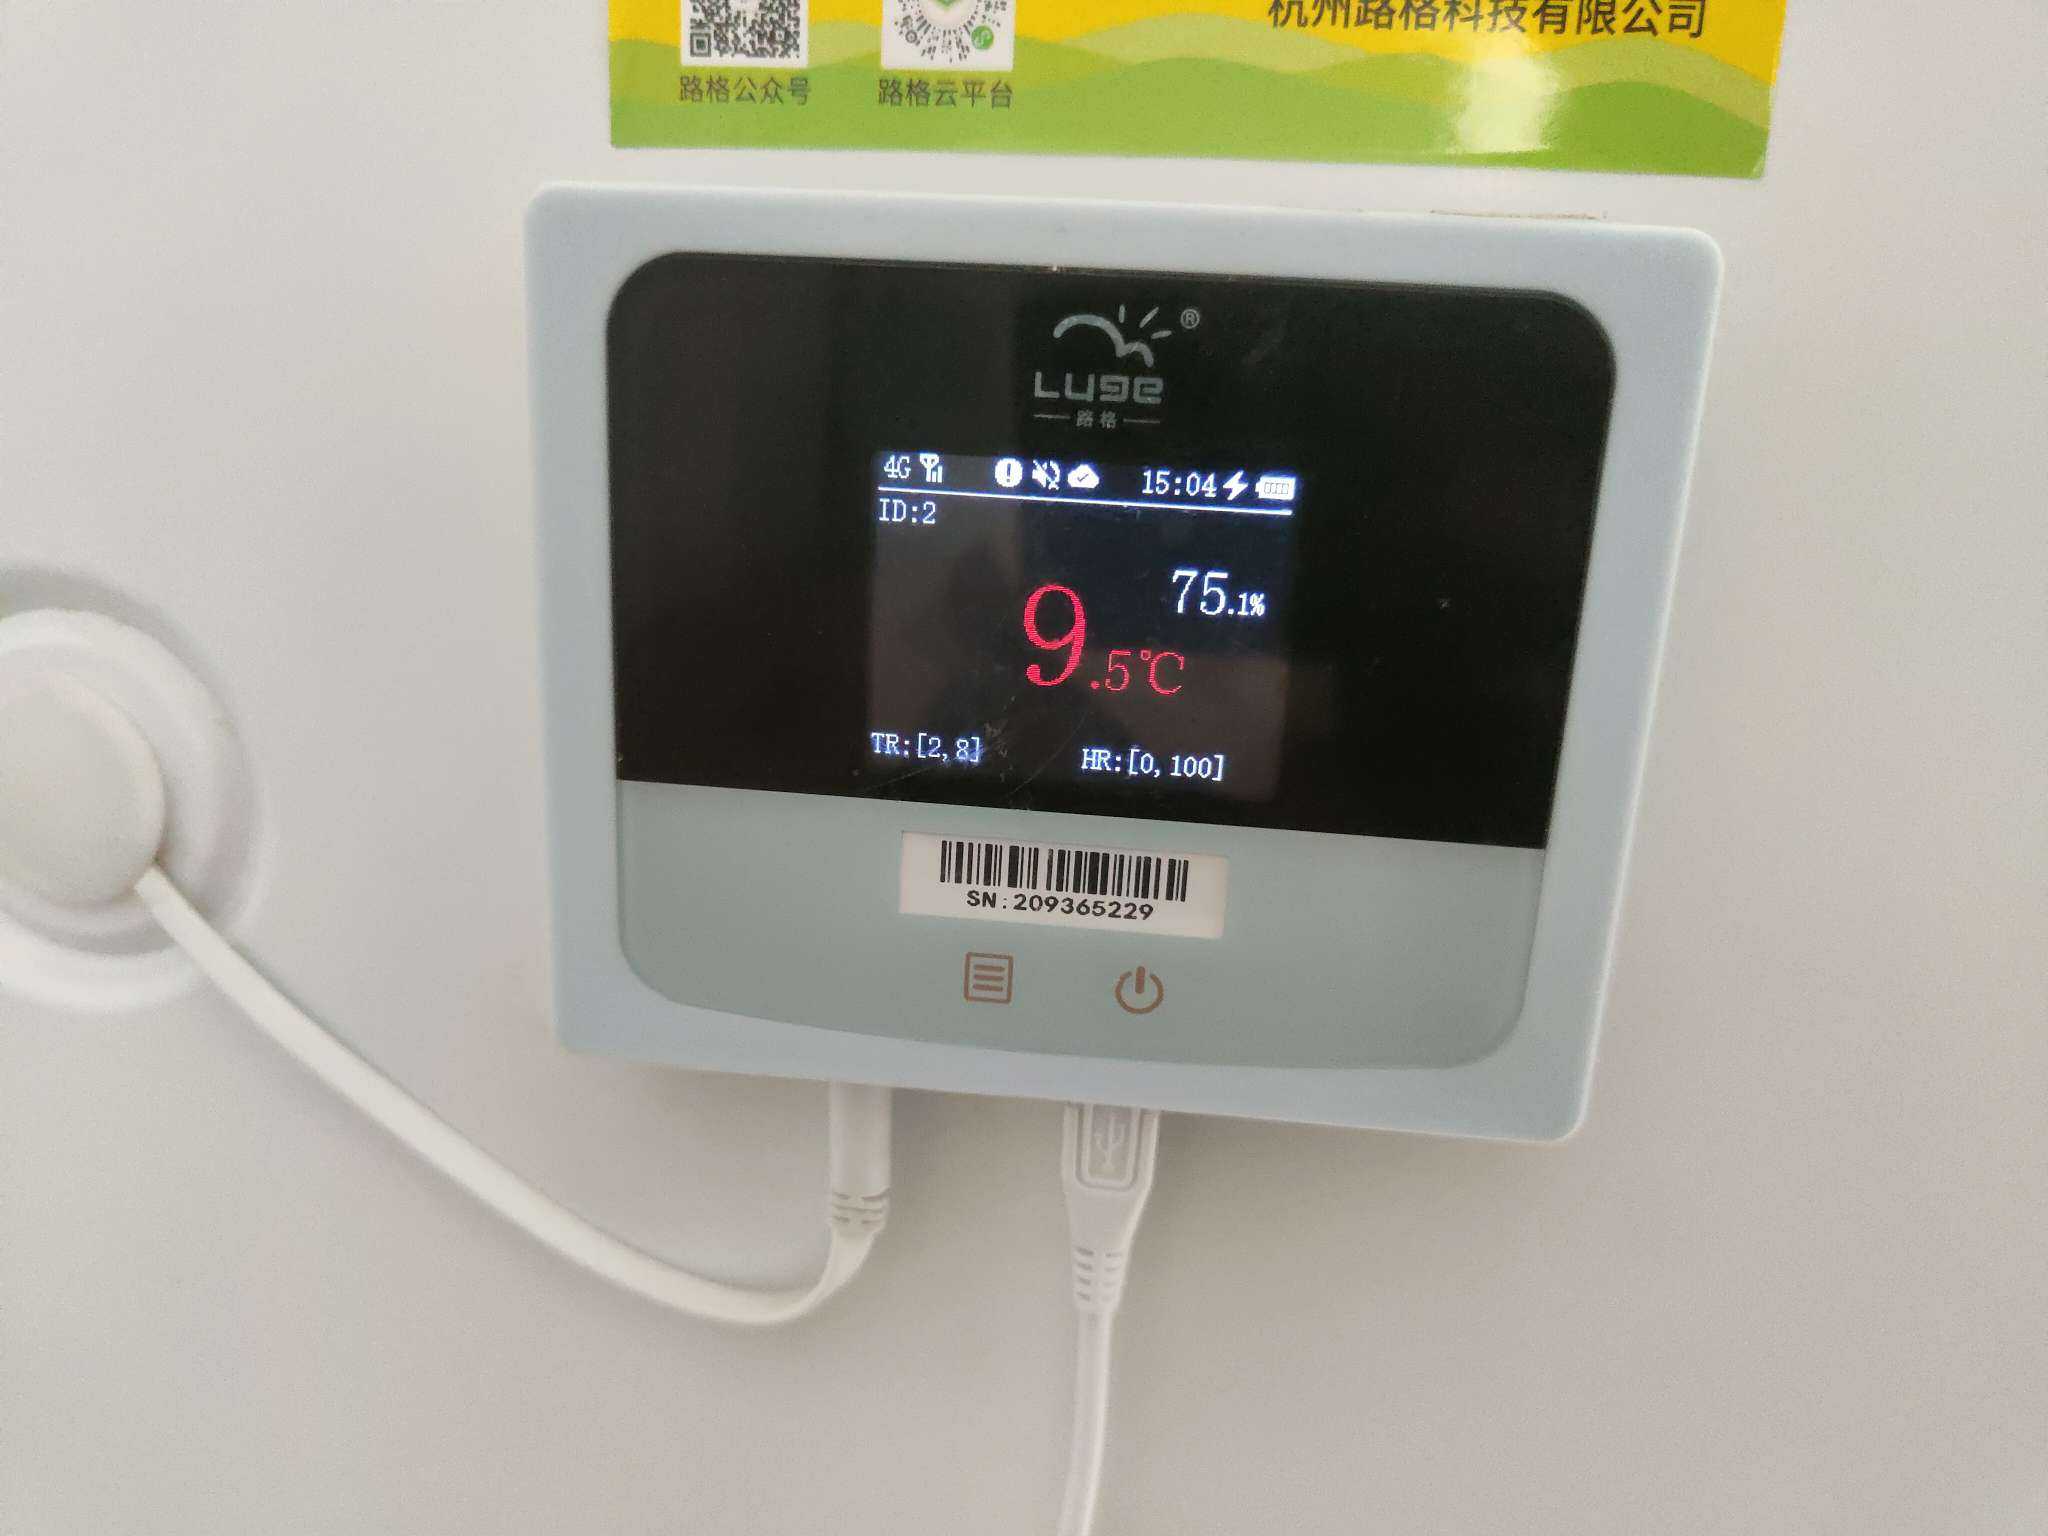 杭州路格科技有限公司
路格公众号
路格云平台
®
Luge
路格
4G
15:04
ID:2
75.1%
9.5℃
TR:[2,8]
HR:[0,100]
SN:209365229